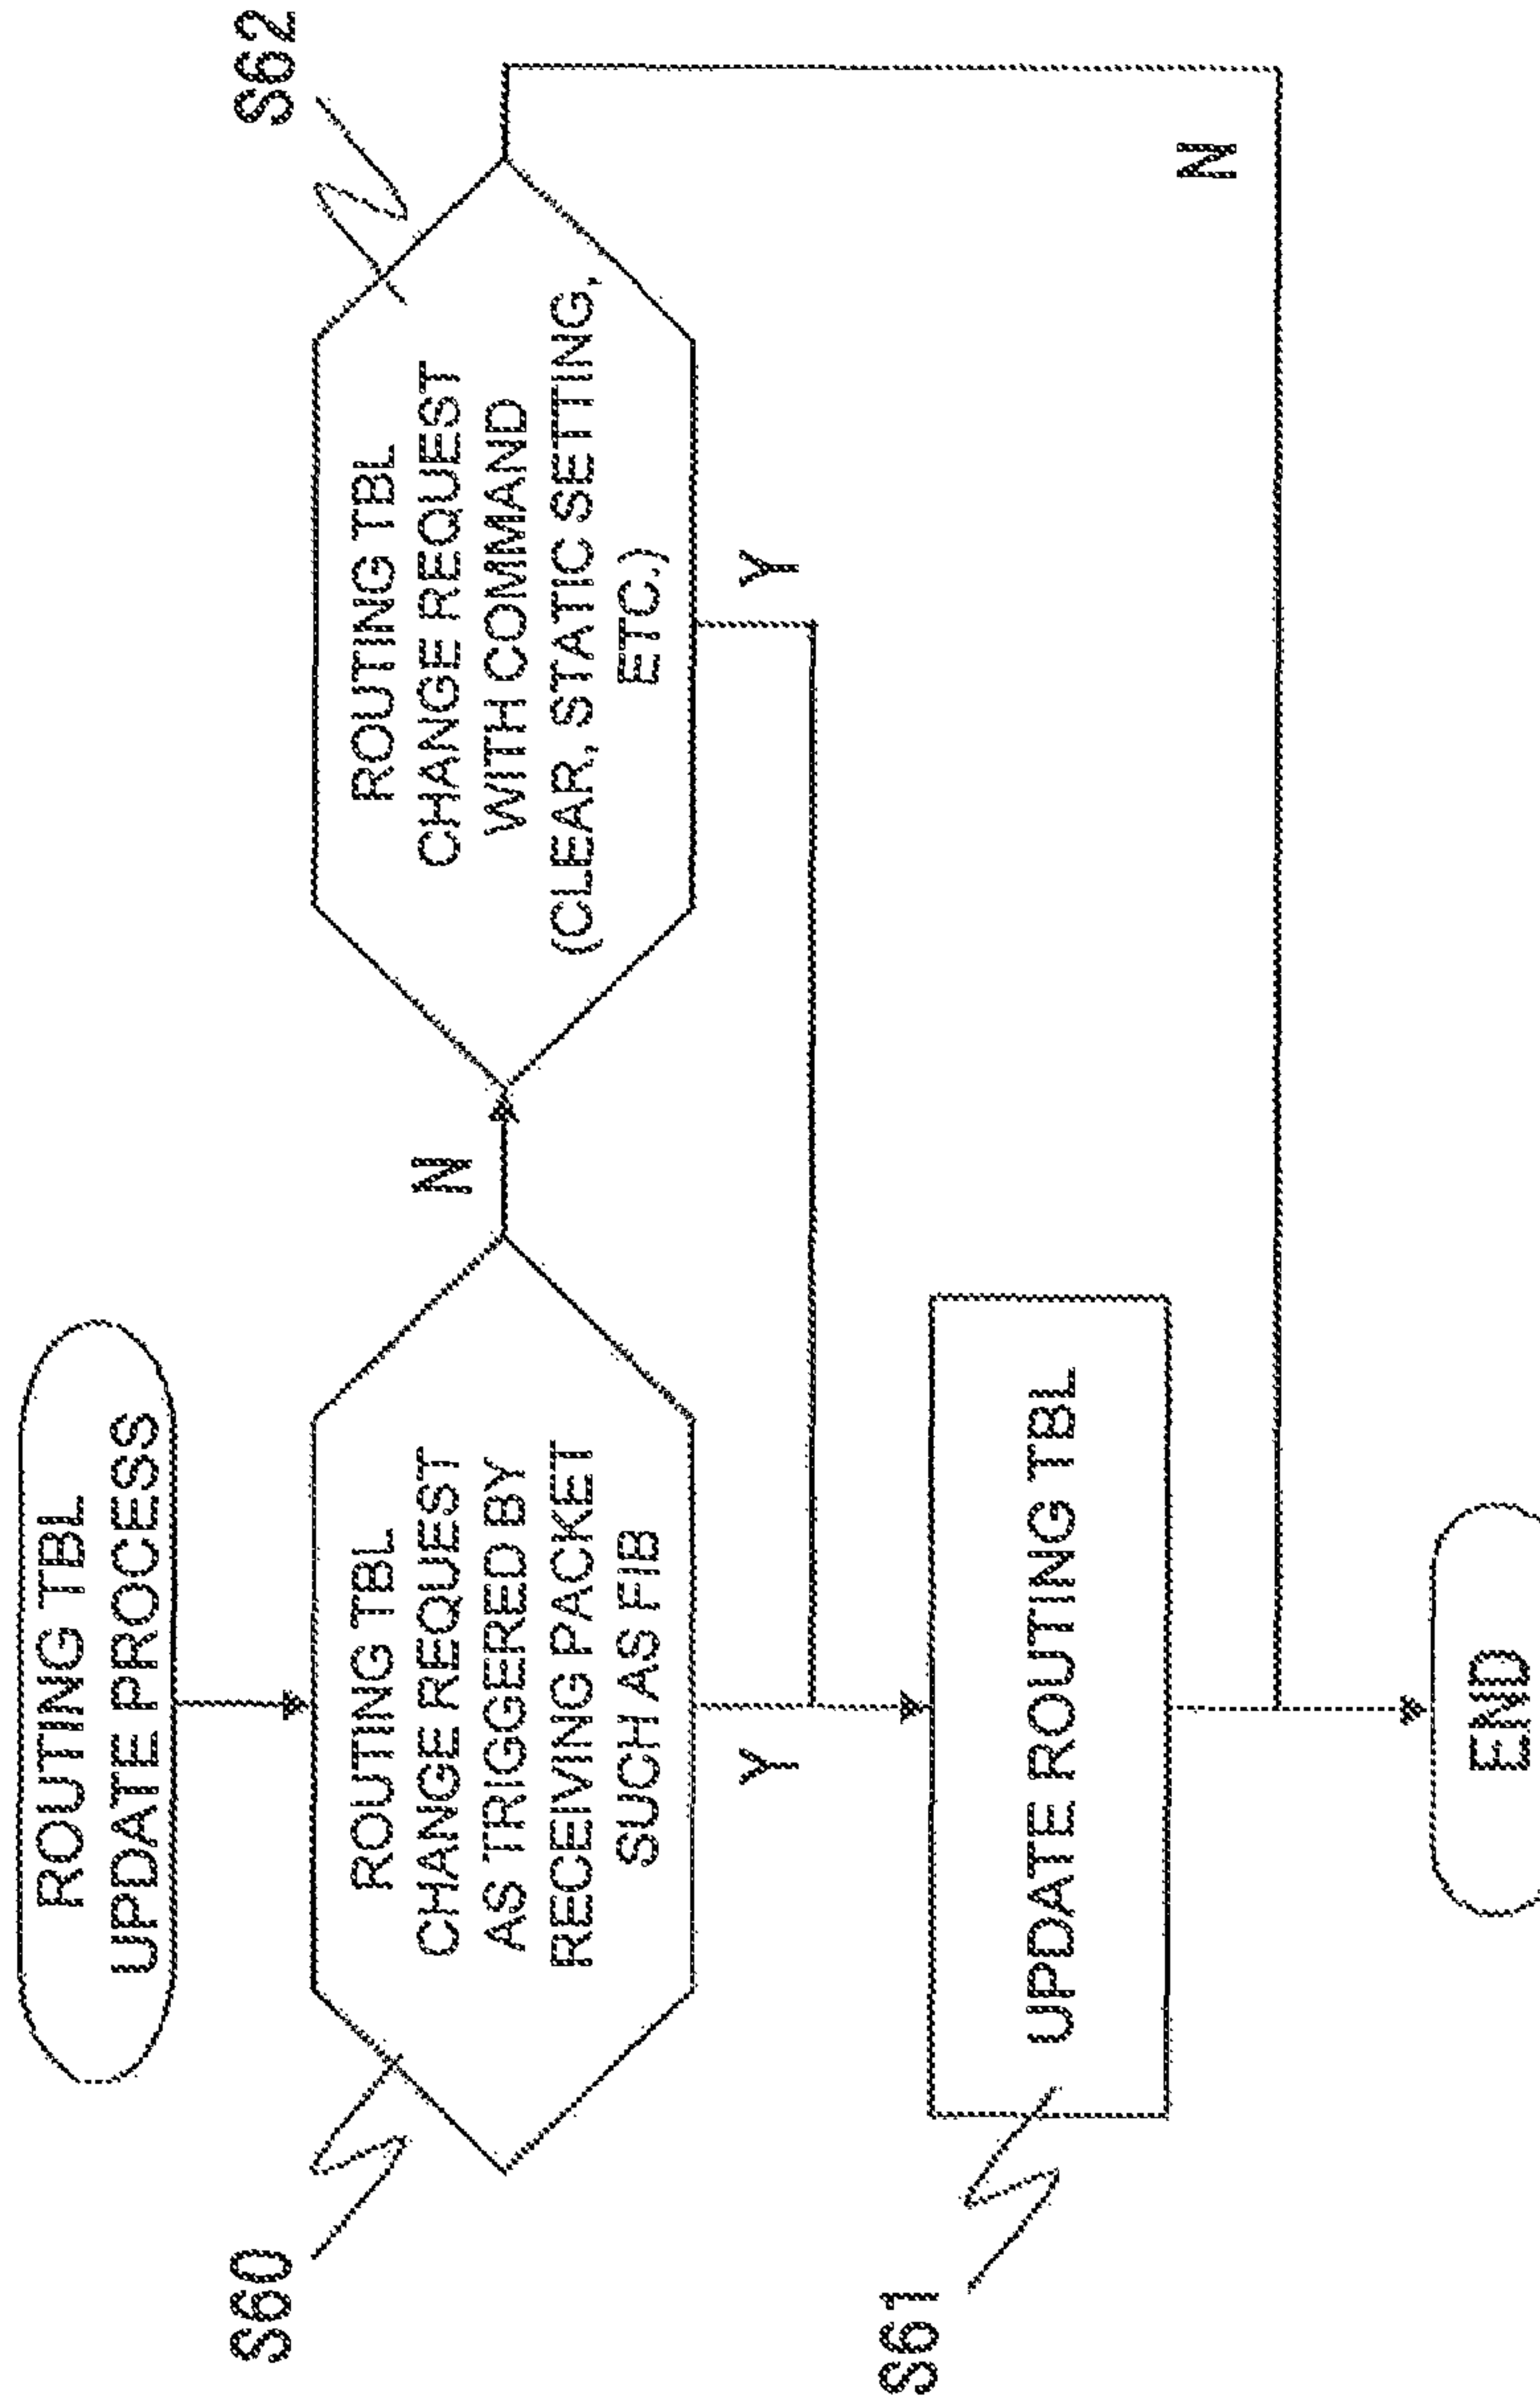 ROUTING TBL
UPDATE PROCESS
S60
ROUTING TBL
CHANGE REQUEST
AS TRIGGERED BY
RECEIVING PACKET
SUCH AS FIB
N
S62
ROUTING TBL
CHANGE REQUEST
WITH COMMAND
(CLEAR, STATIC SETTING,
ETC.)
Y
Y
N
S61
UPDATE ROUTING TBL
END